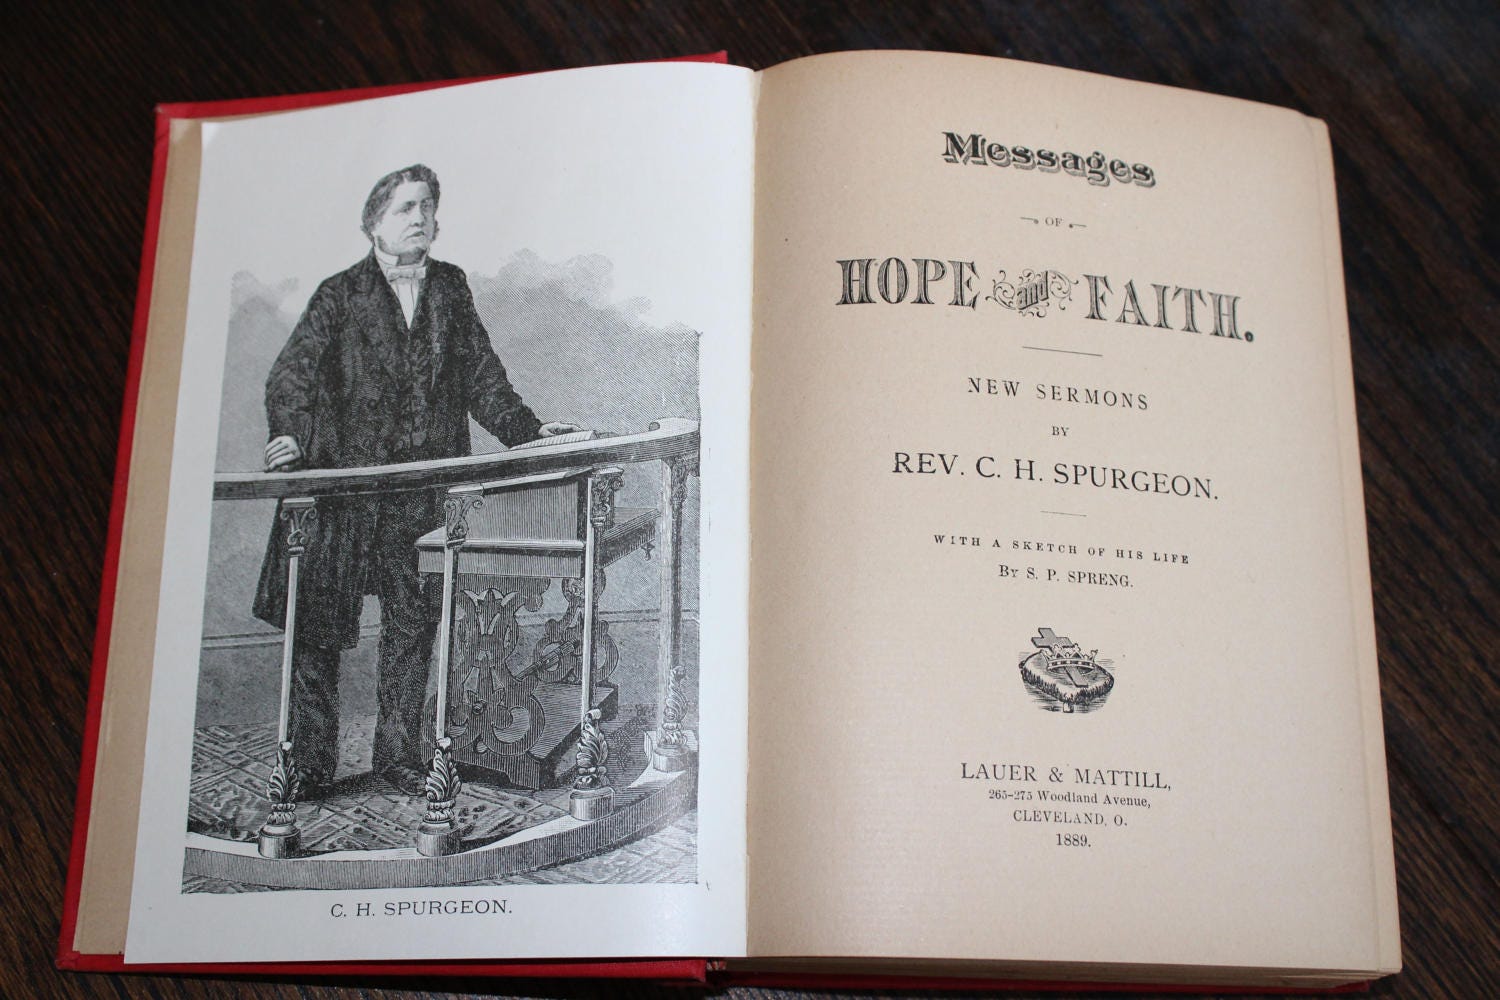 C. H. SPURGEON.
Messages
OF
HOPE and FAITH.
NEW SERMONS
BY
REV. C. H. SPURGEON.
WITH A SKETCH OF HIS LIFE
By S. P. SPRENG.
LAUER & MATTILL,
265-275 Woodland Avenue,
CLEVELAND, O.
1889.